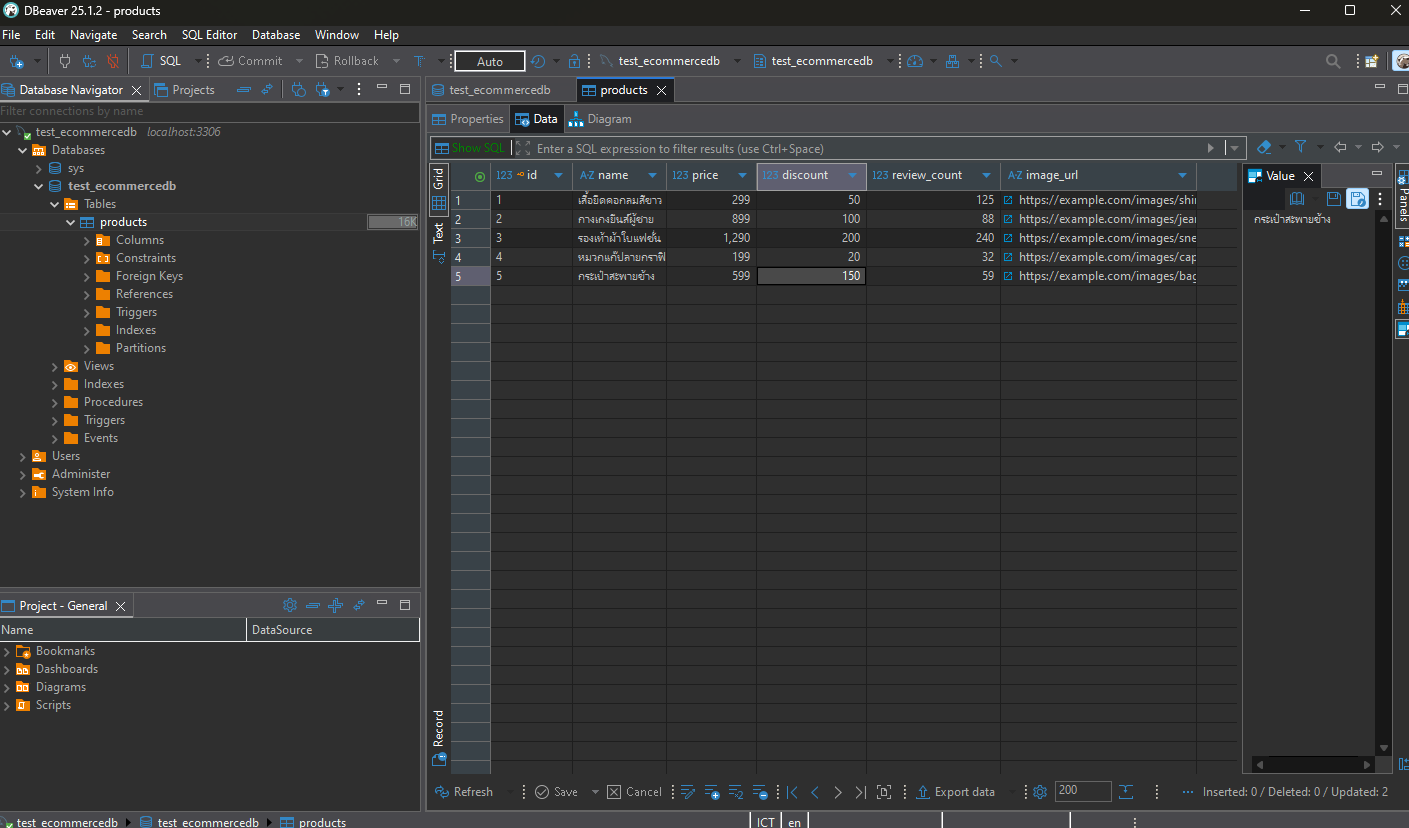 DBeaver 25.1.2 - products
File Edit Navigate Search SQL Editor Database Window Help
SQL Commit Rollback T Auto test_ecommercedb test_ecommercedb
Database Navigator Projects
Filter connections by name
test_ecommercedb localhost:3306
Databases
sys
test_ecommercedb
Tables
products 16K
Columns
Constraints
Foreign Keys
References
Triggers
Indexes
Partitions
Views
Indexes
Procedures
Triggers
Events
Users
Administer
System Info
Project - General
Name DataSource
Bookmarks
Dashboards
Diagrams
Scripts
test_ecommercedb products
Properties Data Diagram
Show SQL Enter a SQL expression to filter results (use Ctrl+Space)
Grid
Text
Record
123 id A-Z name 123 price 123 discount 123 review_count A-Z image_url
1 1 เสื้อยืดคอกลมสีขาว 299 50 125 https://example.com/images/shir
2 2 กางเกงยีนส์ผู้ชาย 899 100 88 https://example.com/images/jear
3 3 รองเท้าผ้าใบแฟชั่น 1,290 200 240 https://example.com/images/sne
4 4 หมวกแก๊ปลายกราฟิ 199 20 32 https://example.com/images/cap
5 5 กระเป๋าสะพายข้าง 599 150 59 https://example.com/images/bag
Value
กระเป๋าสะพายข้าง
Panels
Refresh Save Cancel Export data 200 Inserted: 0 / Deleted: 0 / Updated: 2
test_ecommercedb test_ecommercedb products ICT en